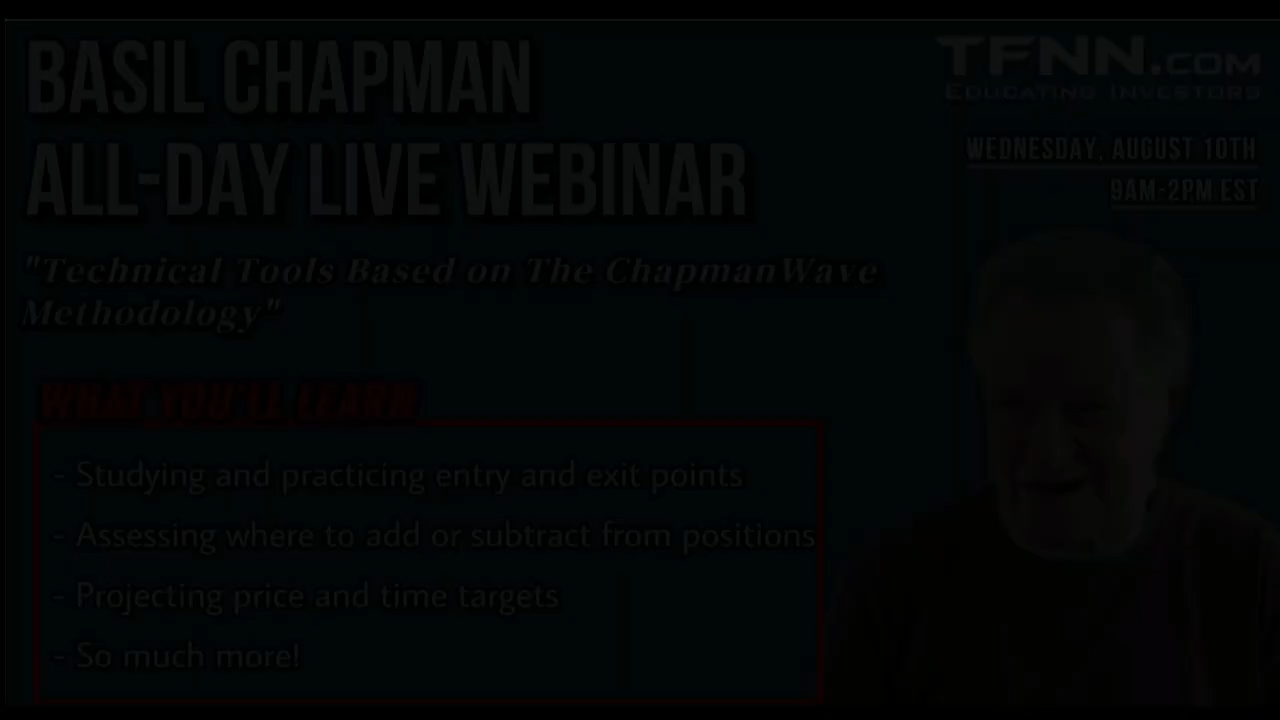 BASIL CHAPMAN
ALL-DAY LIVE WEBINAR
"Technical Tools Based on The ChapmanWave
Methodology"
TFNN.COM
EDUCATING INVESTORS
WEDNESDAY, AUGUST 10TH
9AM-2PM EST
WHAT YOU'LL LEARN
- Studying and practicing entry and exit points
- Assessing where to add or subtract from positions
- Projecting price and time targets
- So much more!